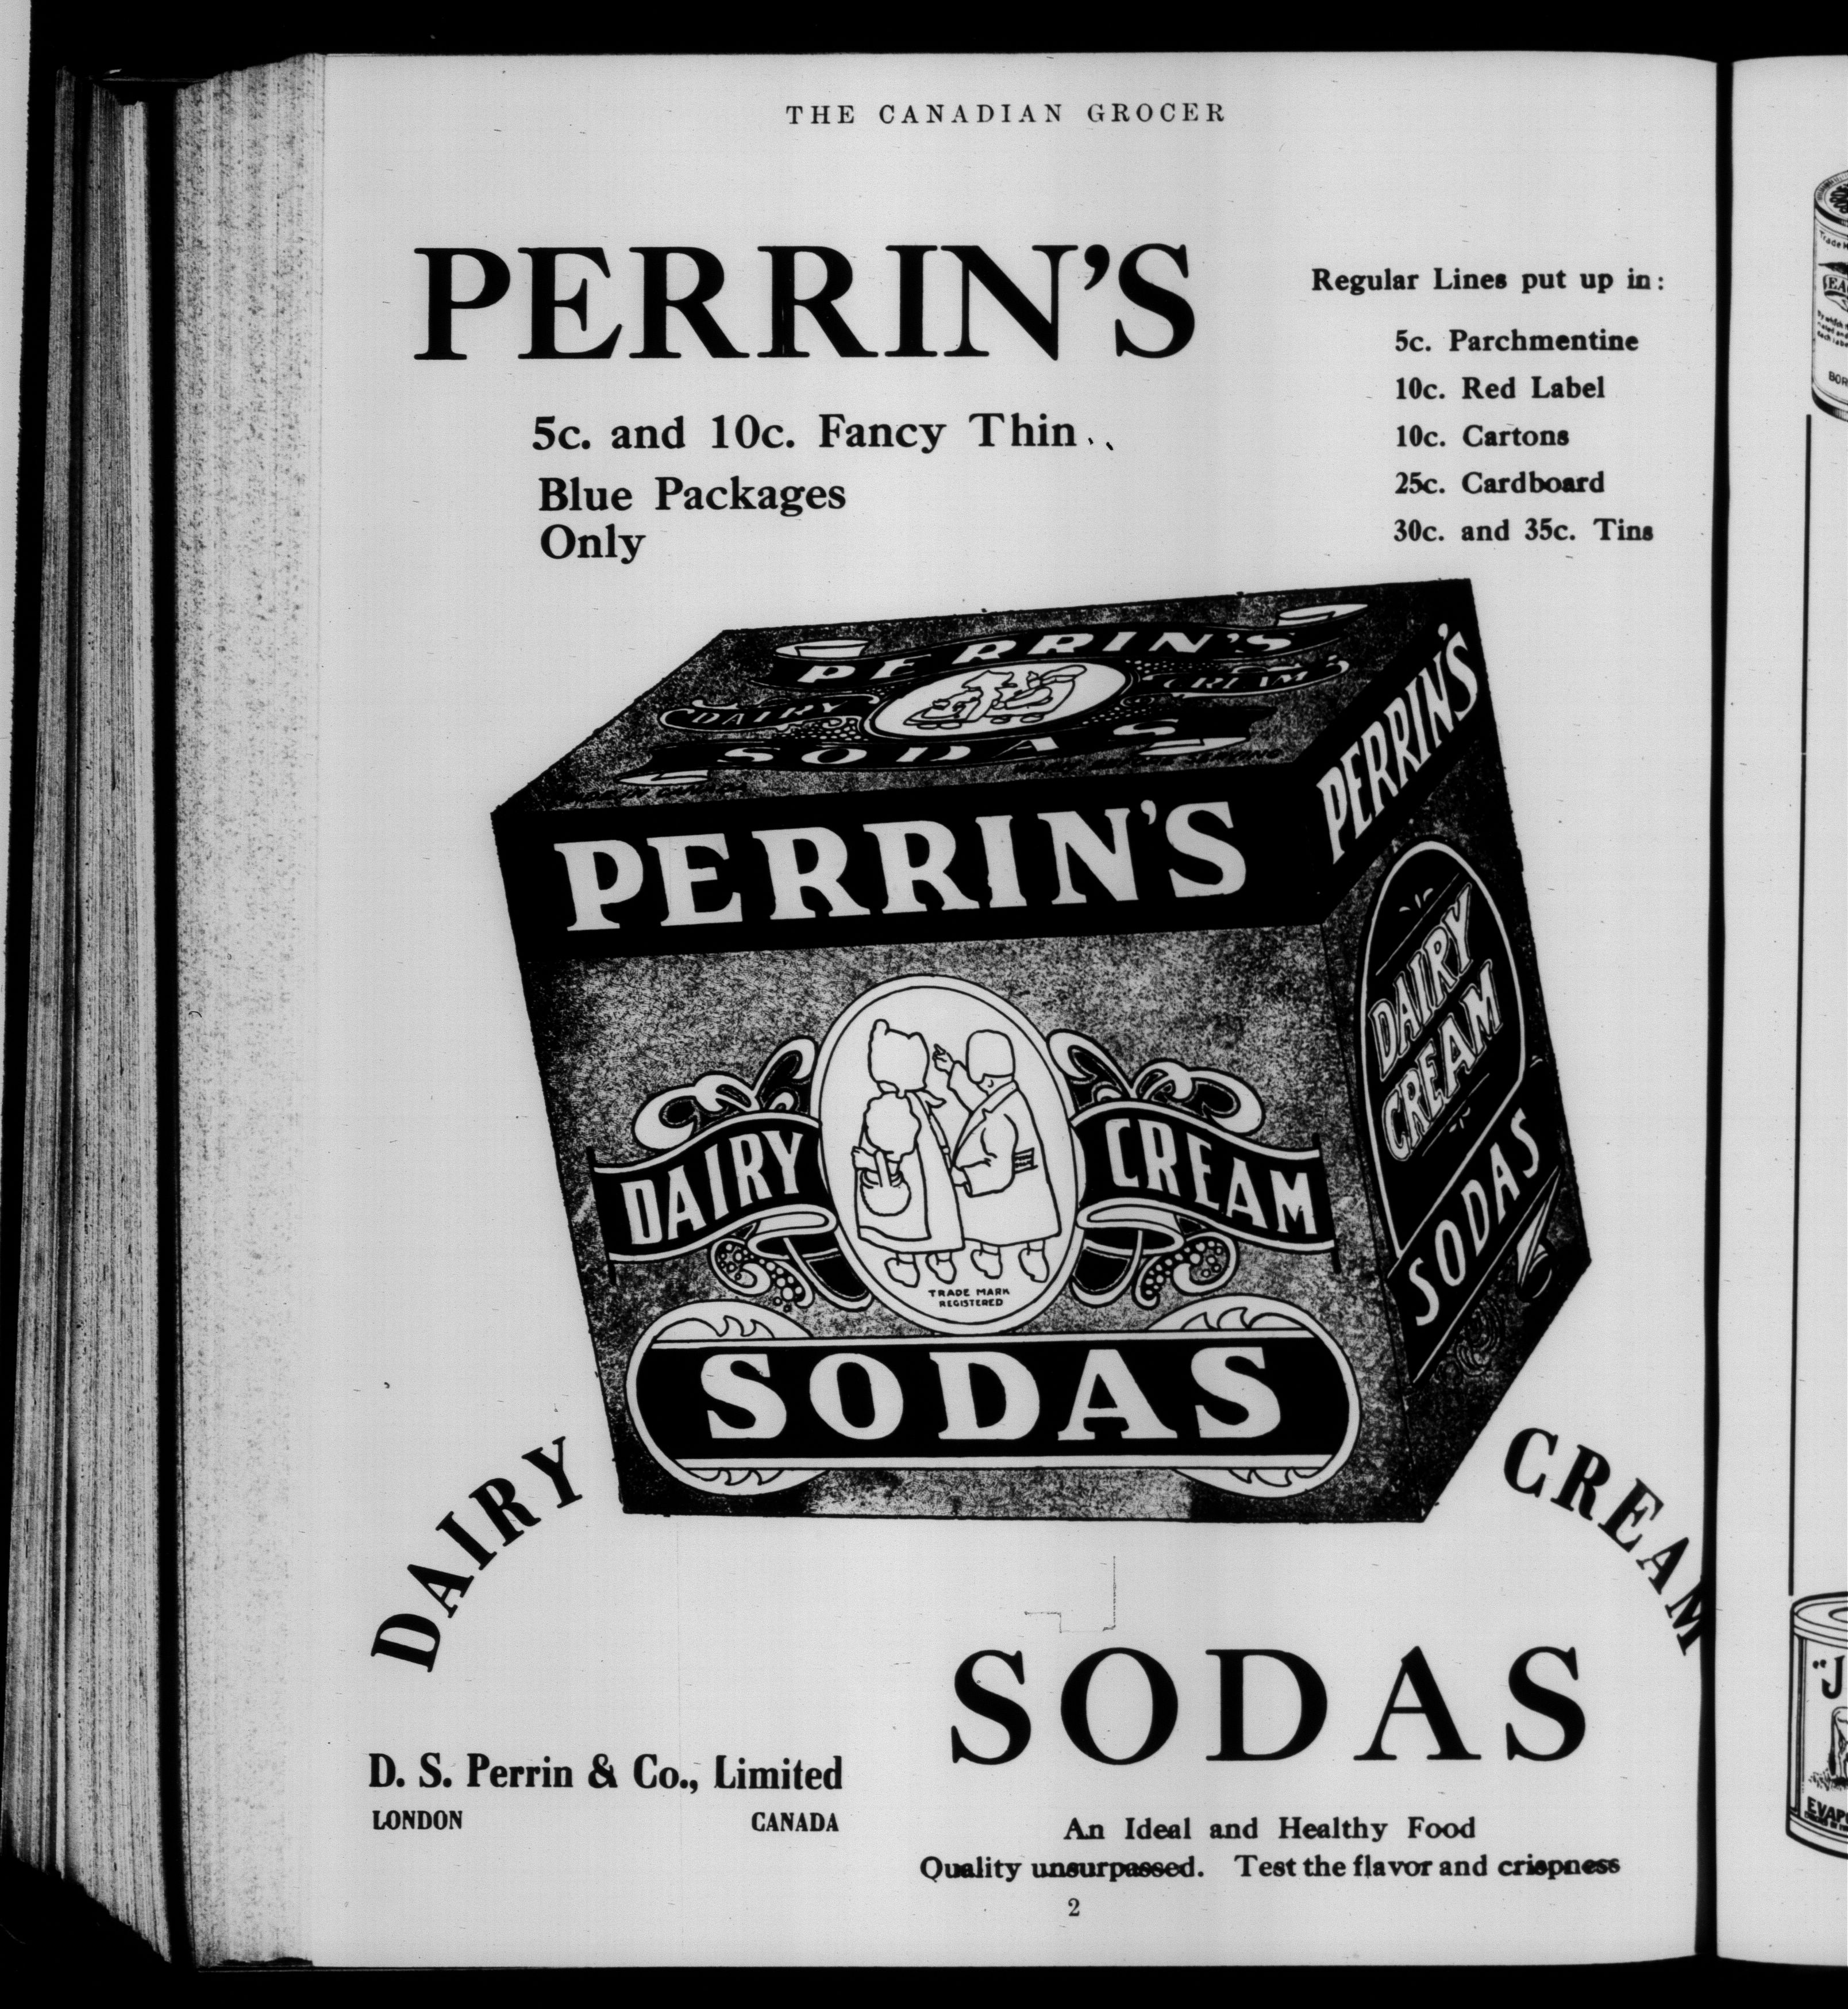 THE CANADIAN GROCER
PERRIN'S
5c. and 10c. Fancy Thin
Blue Packages
Only
Regular Lines put up in:
5c. Parchmentine
10c. Red Label
10c. Cartons
25c. Cardboard
30c. and 35c. Tins
PERRIN'S
DAIRY CREAM
SODAS
PERRIN'S
DAIRY CREAM
TRADE MARK
REGISTERED
SODAS
PERRIN'S
DAIRY
CREAM
SODAS
DAIRY CREAM
SODAS
D. S. Perrin & Co., Limited
LONDON CANADA
An Ideal and Healthy Food
Quality unsurpassed. Test the flavor and crispness
2